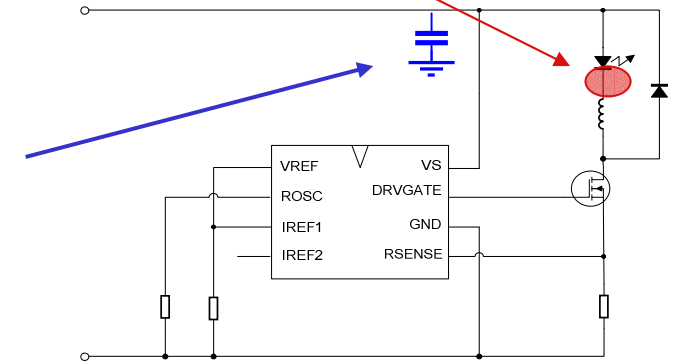 VREF
VS
ROSC
DRVGATE
IREF1
GND
IREF2
RSENSE